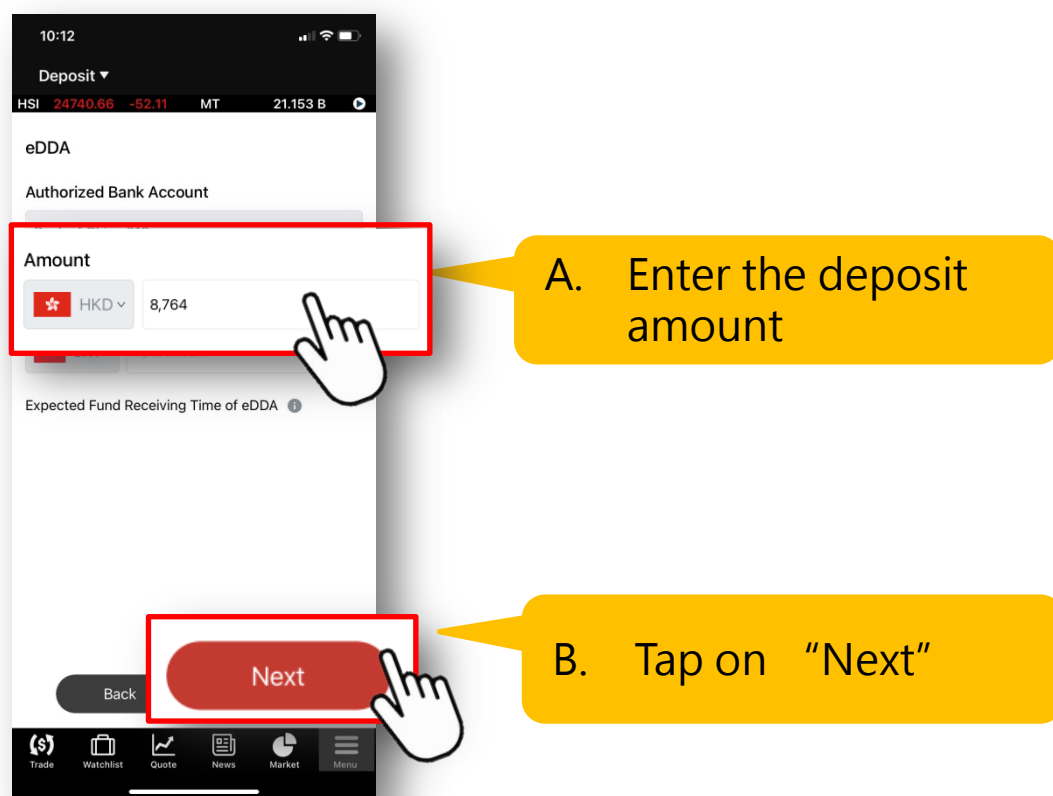 10:12
Deposit ▼
HSI 24740.66 -52.11 MT 21.153 B
eDDA
Authorized Bank Account
Amount
HKD
8,764
A. Enter the deposit
amount
Expected Fund Receiving Time of eDDA
Back
Next
B. Tap on “Next”
Trade Watchlist Quote News Market Menu